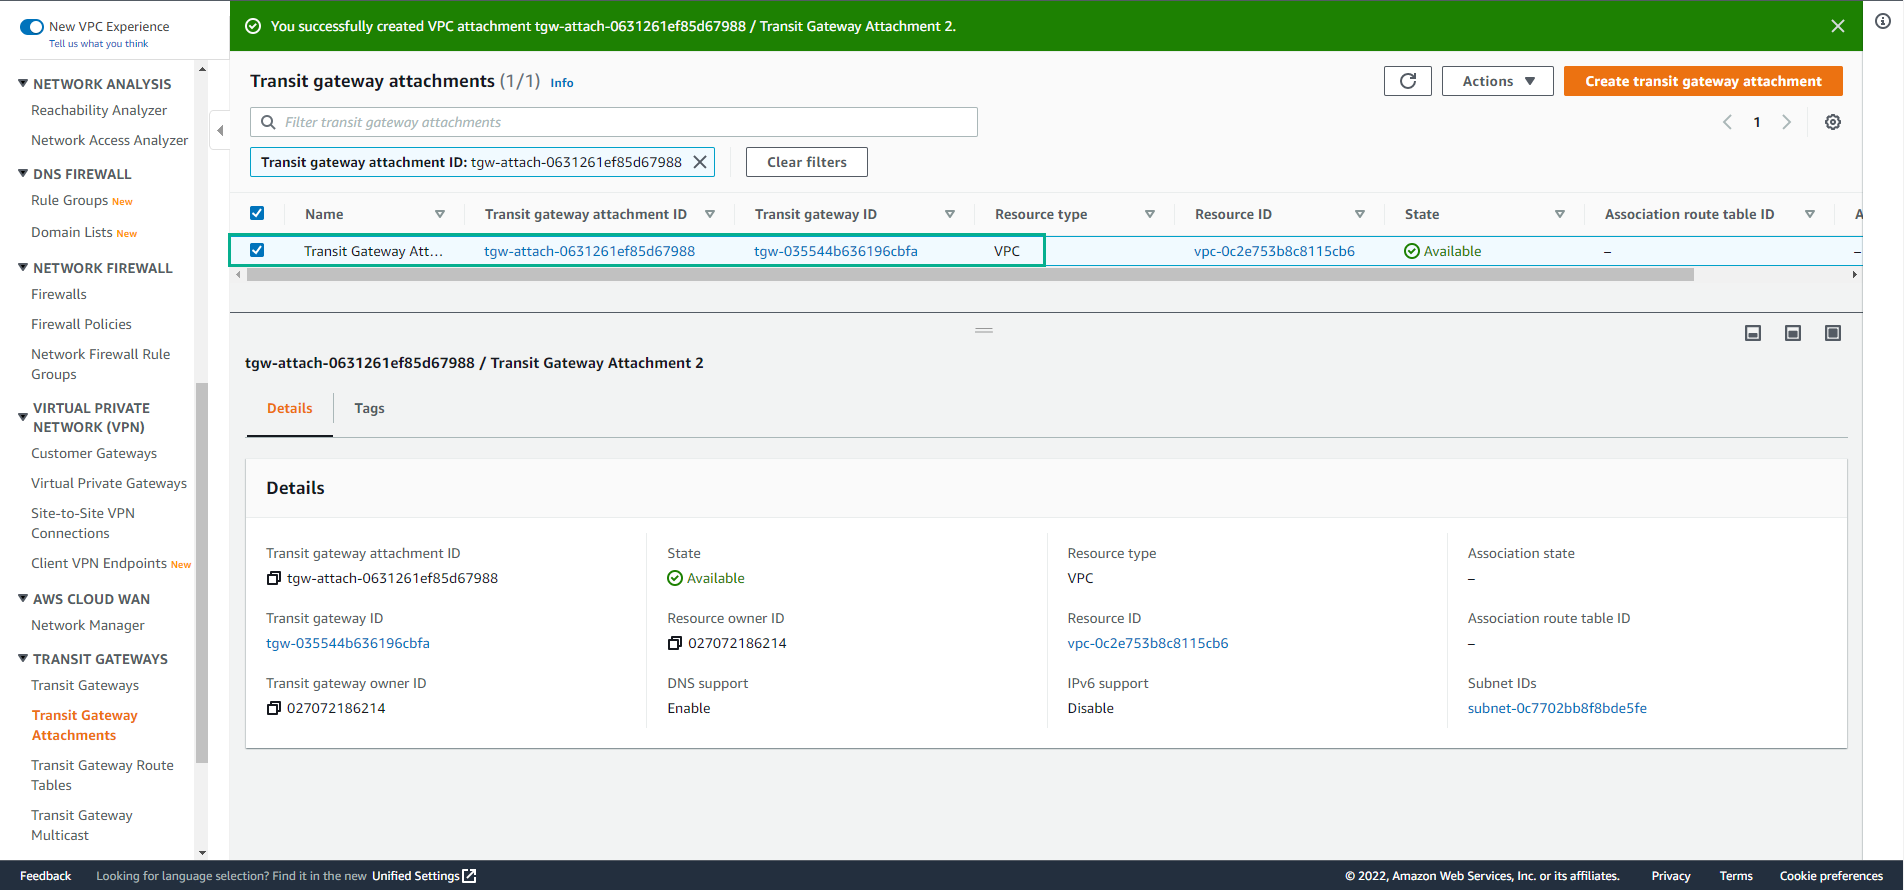 New VPC Experience
Tell us what you think
NETWORK ANALYSIS
Reachability Analyzer
Network Access Analyzer
DNS FIREWALL
Rule Groups New
Domain Lists New
NETWORK FIREWALL
Firewalls
Firewall Policies
Network Firewall Rule
Groups
VIRTUAL PRIVATE
NETWORK (VPN)
Customer Gateways
Virtual Private Gateways
Site-to-Site VPN
Connections
Client VPN Endpoints New
AWS CLOUD WAN
Network Manager
TRANSIT GATEWAYS
Transit Gateways
Transit Gateway
Attachments
Transit Gateway Route
Tables
Transit Gateway
Multicast
You successfully created VPC attachment tgw-attach-0631261ef85d67988 / Transit Gateway Attachment 2.
Transit gateway attachments (1/1) Info
Actions
Create transit gateway attachment
Filter transit gateway attachments
1
Transit gateway attachment ID: tgw-attach-0631261ef85d67988
Clear filters
Name Transit gateway attachment ID Transit gateway ID Resource type Resource ID State Association route table ID A
Transit Gateway Att... tgw-attach-0631261ef85d67988 tgw-035544b636196cbfa VPC vpc-0c2e753b8c8115cb6 Available – –
tgw-attach-0631261ef85d67988 / Transit Gateway Attachment 2
Details Tags
Details
Transit gateway attachment ID State Resource type Association state
tgw-attach-0631261ef85d67988 Available VPC –
Transit gateway ID Resource owner ID Resource ID Association route table ID
tgw-035544b636196cbfa 027072186214 vpc-0c2e753b8c8115cb6 –
Transit gateway owner ID DNS support IPv6 support Subnet IDs
027072186214 Enable Disable subnet-0c7702bb8f8bde5fe
Feedback Looking for language selection? Find it in the new Unified Settings © 2022, Amazon Web Services, Inc. or its affiliates. Privacy Terms Cookie preferences